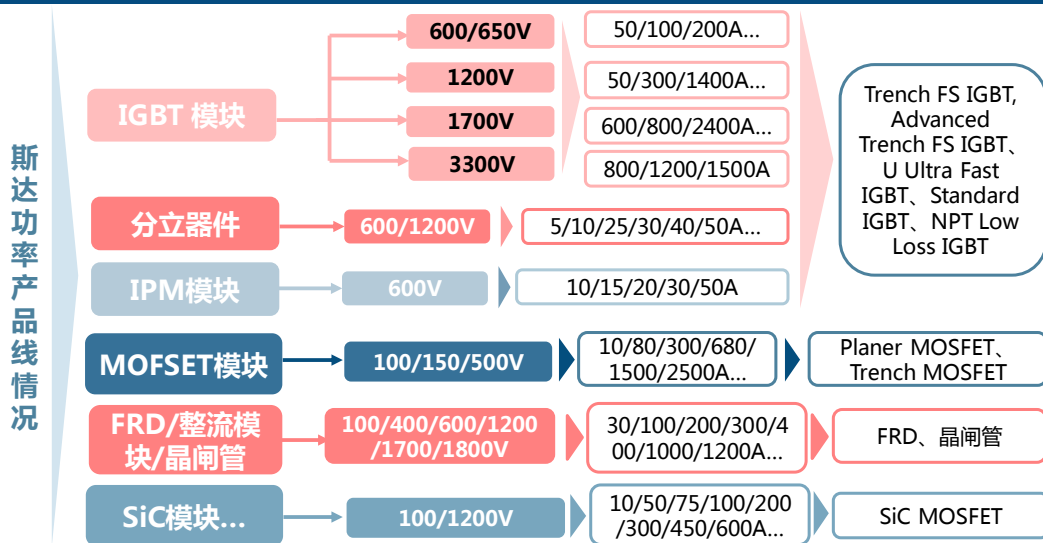 斯达功率产品线情况
IGBT 模块
600/650V
50/100/200A...
1200V
50/300/1400A...
1700V
600/800/2400A...
3300V
800/1200/1500A
Trench FS IGBT,
Advanced
Trench FS IGBT、
U Ultra Fast
IGBT、Standard
IGBT、NPT Low
Loss IGBT
分立器件
600/1200V
5/10/25/30/40/50A...
IPM模块
600V
10/15/20/30/50A
MOFSET模块
100/150/500V
10/80/300/680/
1500/2500A...
Planer MOSFET、
Trench MOSFET
FRD/整流模
块/晶闸管
100/400/600/1200
/1700/1800V
30/100/200/300/4
00/1000/1200A...
FRD、晶闸管
SiC模块...
100/1200V
10/50/75/100/200
/300/450/600A...
SiC MOSFET